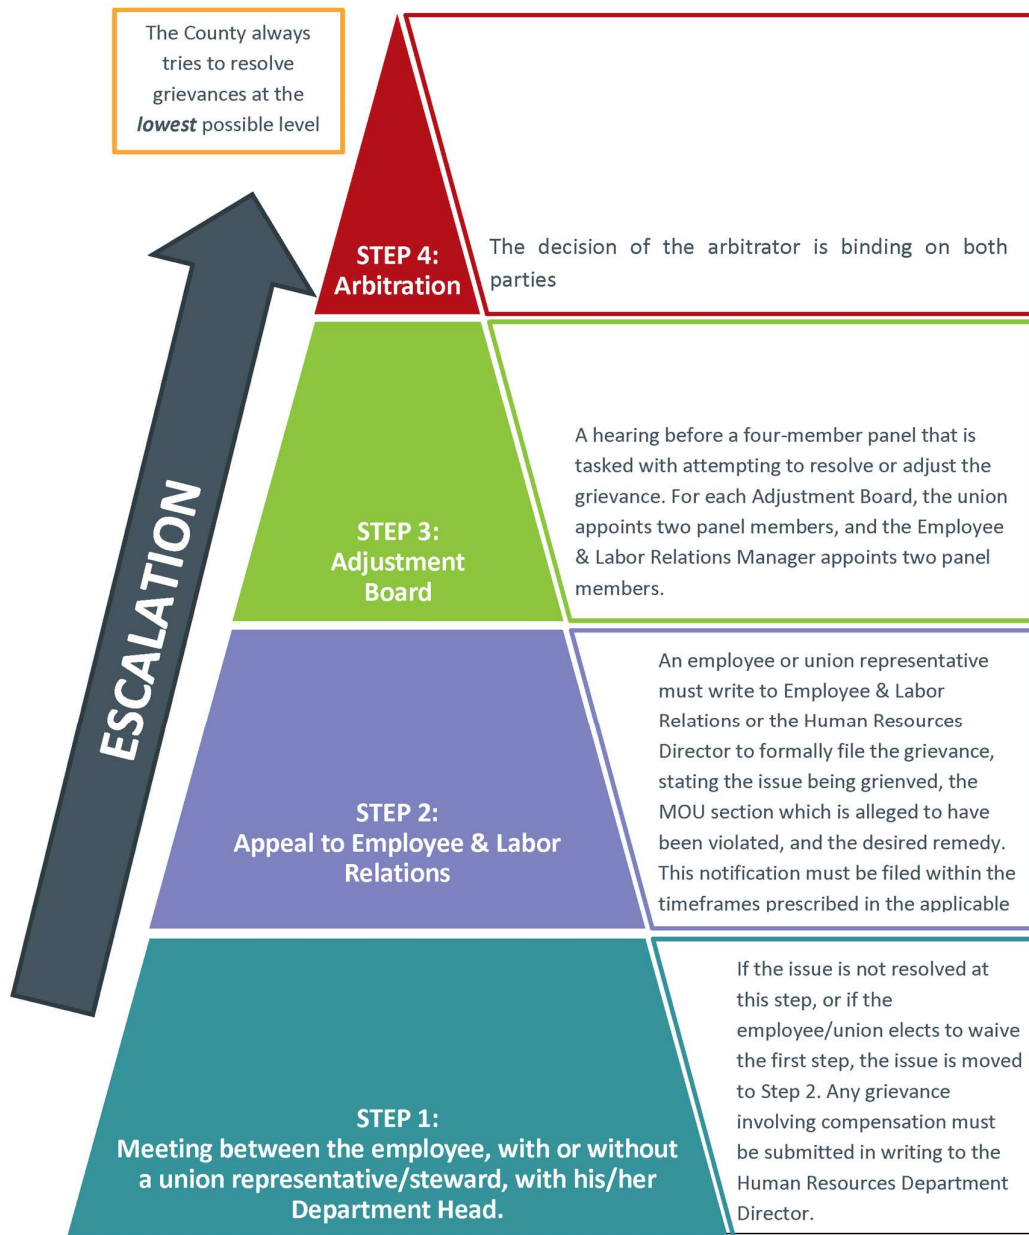 The County always
tries to resolve
grievances at the
lowest possible level
ESCALATION
STEP 4:
Arbitration
The decision of the arbitrator is binding on both
parties
STEP 3:
Adjustment
Board
A hearing before a four-member panel that is
tasked with attempting to resolve or adjust the
grievance. For each Adjustment Board, the union
appoints two panel members, and the Employee
& Labor Relations Manager appoints two panel
members.
STEP 2:
Appeal to Employee & Labor
Relations
An employee or union representative
must write to Employee & Labor
Relations or the Human Resources
Director to formally file the grievance,
stating the issue being grienved, the
MOU section which is alleged to have
been violated, and the desired remedy.
This notification must be filed within the
timeframes prescribed in the applicable
STEP 1:
Meeting between the employee, with or without
a union representative/steward, with his/her
Department Head.
If the issue is not resolved at
this step, or if the
employee/union elects to waive
the first step, the issue is moved
to Step 2. Any grievance
involving compensation must
be submitted in writing to the
Human Resources Department
Director.